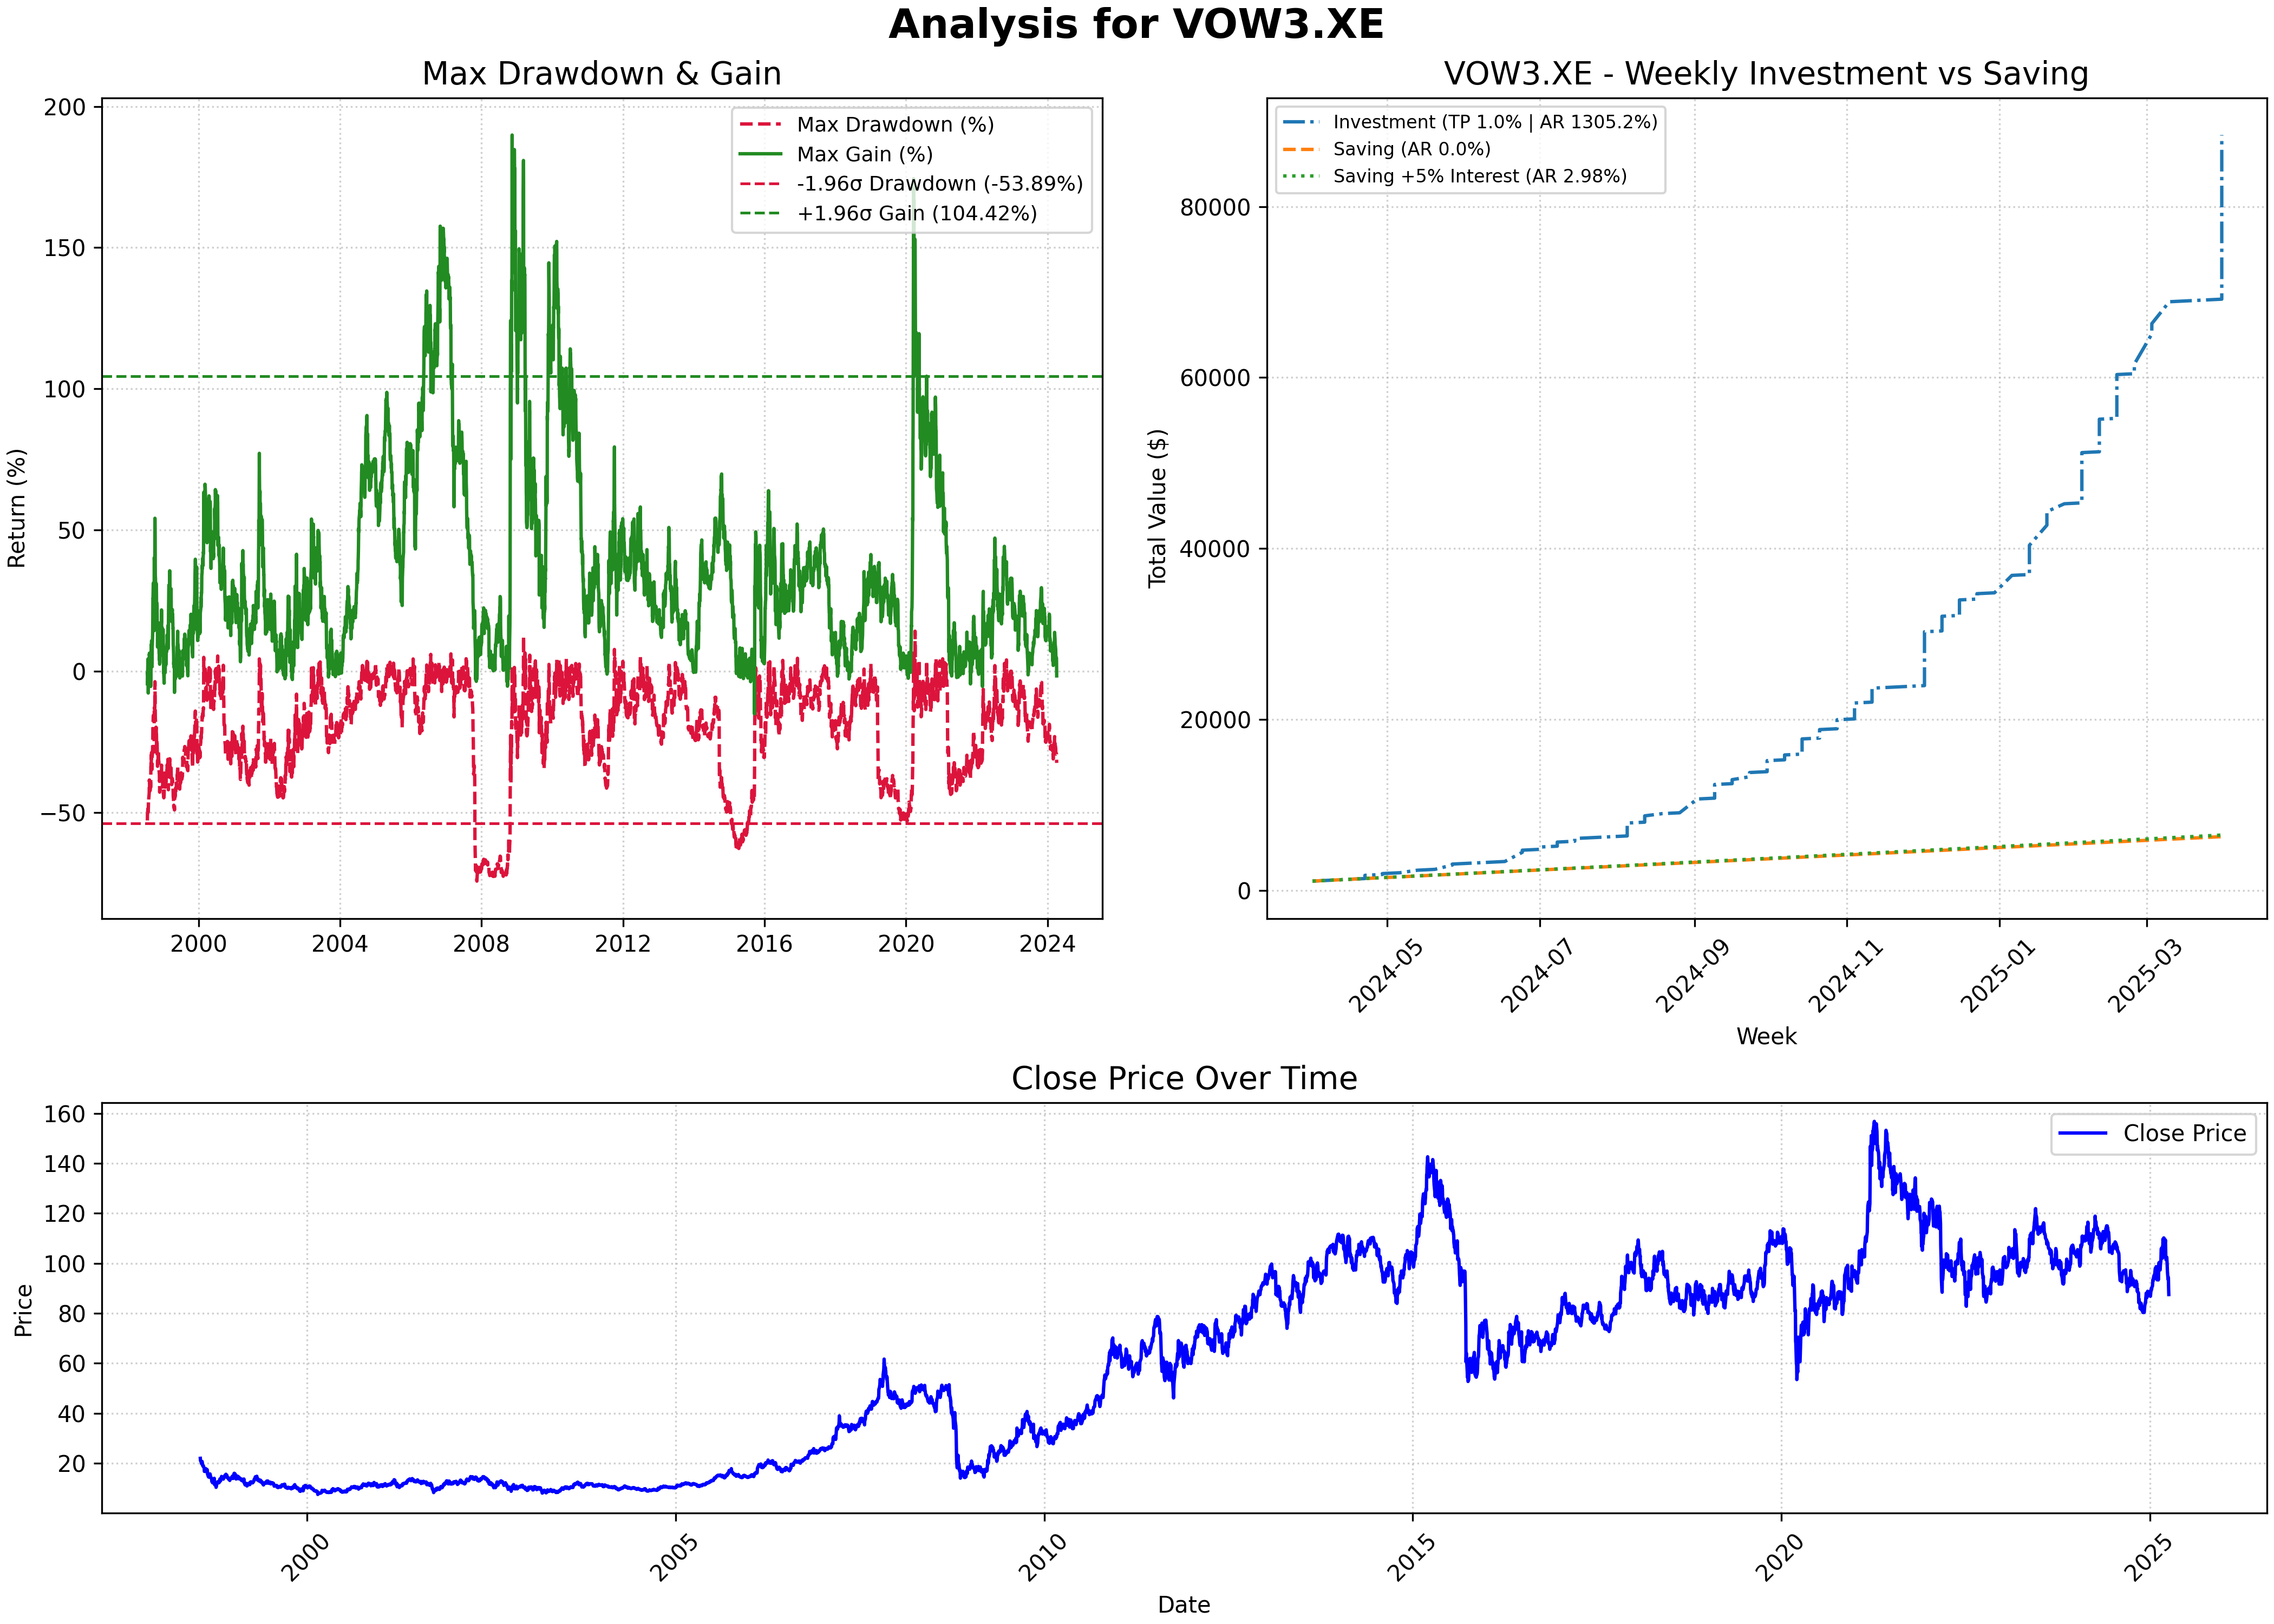 Analysis for VOW3.XE
Max Drawdown & Gain
Return (%)
200
150
100
50
0
−50
Max Drawdown (%)
Max Gain (%)
-1.96σ Drawdown (-53.89%)
+1.96σ Gain (104.42%)
2000
2004
2008
2012
2016
2020
2024
VOW3.XE - Weekly Investment vs Saving
Total Value ($)
80000
60000
40000
20000
0
Investment (TP 1.0% | AR 1305.2%)
Saving (AR 0.0%)
Saving +5% Interest (AR 2.98%)
2024-05
2024-07
2024-09
2024-11
2025-01
2025-03
Week
Close Price Over Time
Price
160
140
120
100
80
60
40
20
Close Price
2000
2005
2010
2015
2020
2025
Date